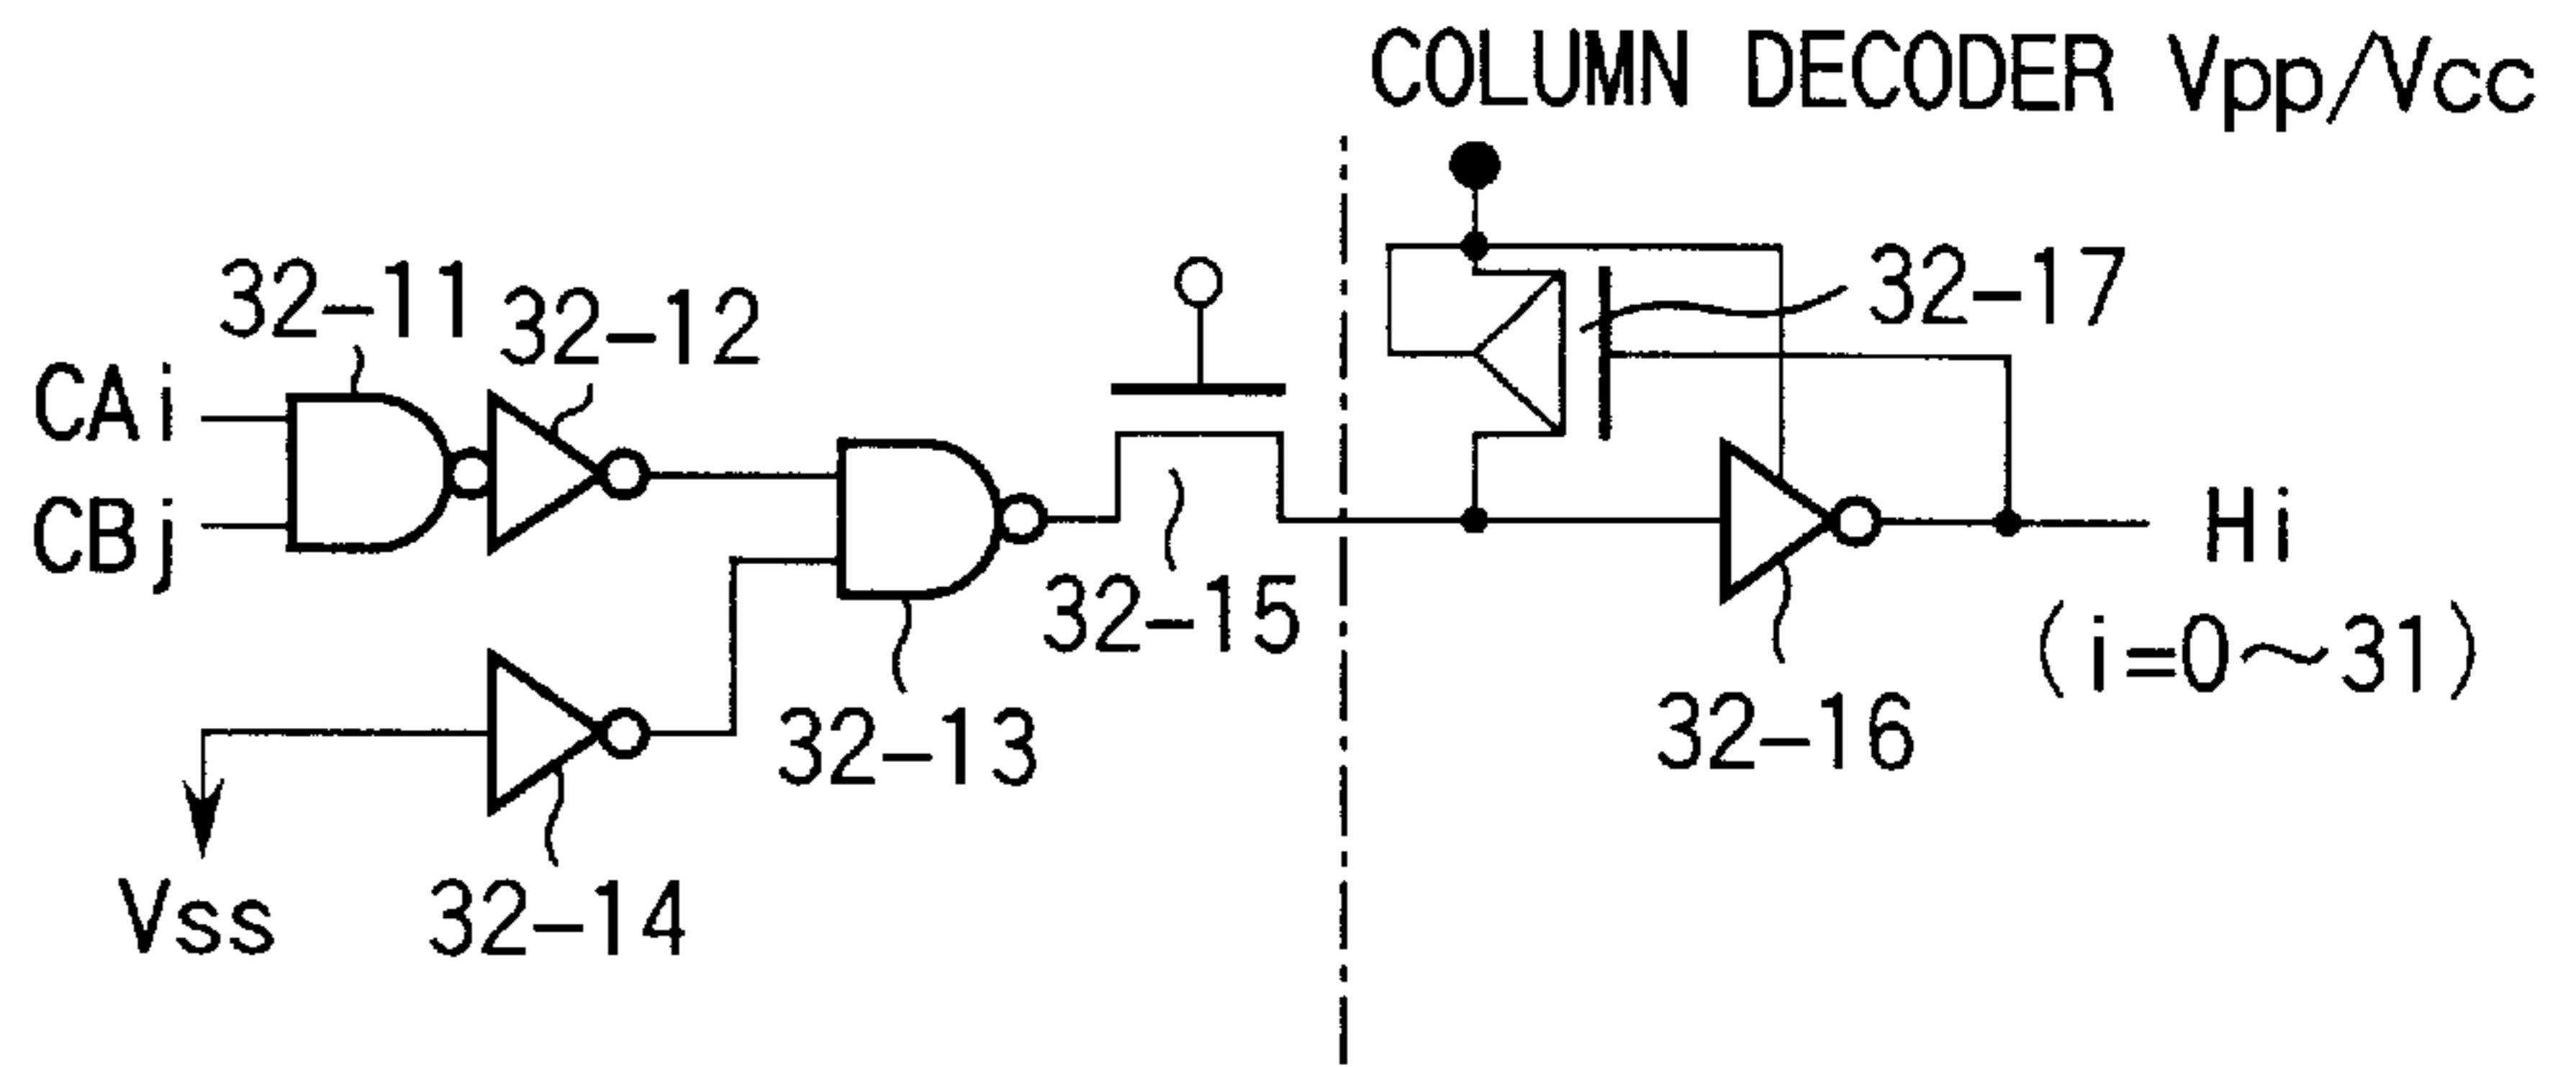 COLUMN DECODER Vpp/Vcc
32-11
32-12
32-17
CAi
CBj
Hi
(i=0~31)
32-15
32-13
32-16
Vss
32-14